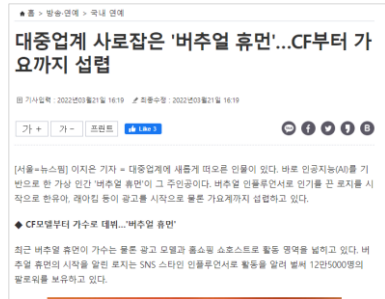 홈 > 방송·연예 > 국내 연예
대중업계 사로잡은 '버추얼 휴먼'...CF부터 가
요까지 섭렵
기사입력 : 2022년03월21일 16:19 최종수정 : 2022년03월21일 16:19
가 + 가 - 프린트 Like 3
[서울=뉴스핌] 이지은 기자 = 대중업계에 새롭게 떠오른 인물이 있다. 바로 인공지능(AI)를 기
반으로 한 가상 인간 '버추얼 휴먼'이 그 주인공이다. 버추얼 인플루언서로 인기를 끈 로지를 시
작으로 한유아, 래아킴 등이 광고를 시작으로 물론 가요계까지 섭렵하고 있다.
◆ CF모델부터 가수로 데뷔...'버추얼 휴먼'
최근 버추얼 휴먼이 가수는 물론 광고 모델과 홈쇼핑 쇼호스트로 활동 영역을 넓히고 있다. 버
추얼 휴먼의 시작을 알린 로지는 SNS 스타인 인플루언서로 활동을 알려 벌써 12만5000명의
팔로워를 보유하고 있다.